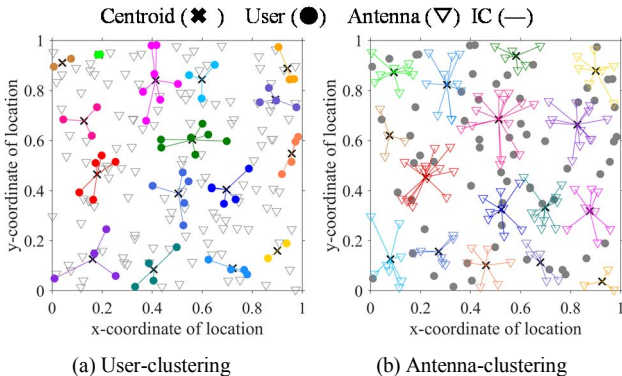 Centroid ( ✖ ) User ( ● ) Antenna ( ▽ ) IC ( — )
1
0.8
0.6
0.4
0.2
0
0 0.2 0.4 0.6 0.8 1
y-coordinate of location
x-coordinate of location
(a) User-clustering
1
0.8
0.6
0.4
0.2
0
0 0.2 0.4 0.6 0.8 1
y-coordinate of location
x-coordinate of location
(b) Antenna-clustering